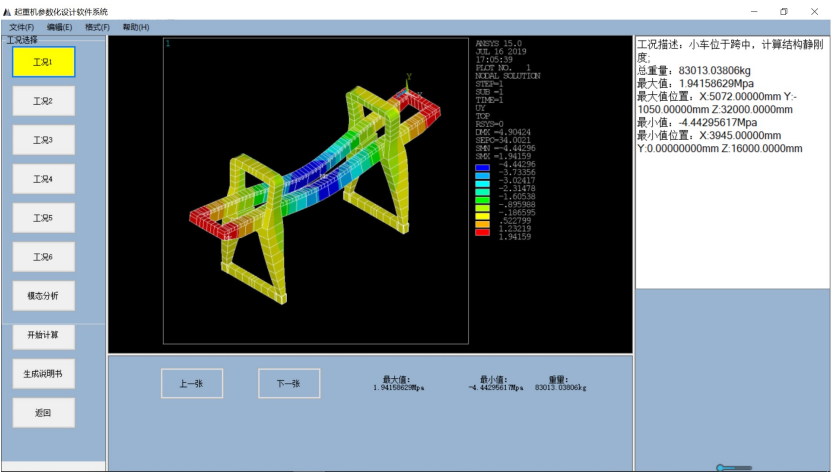 起重机参数化设计软件系统
文件(F) 编辑(E) 格式(F) 帮助(H)
工况选择
工况1
工况2
工况3
工况4
工况5
工况6
模态分析
开始计算
生成说明书
返回
1
Y
X
ANSYS 15.0
JUL 16 2019
17:05:39
PLOT NO. 1
NODAL SOLUTION
STEP=1
SUB =1
TIME=1
UY
TOP
RSYS=0
DMX =4.90424
SEPC=34.0021
SMN =-4.44296
SMX =1.94159
-4.44296
-3.73356
-3.02417
-2.31478
-1.60538
-.895988
-.186595
.522799
1.23219
1.94159
上一张
下一张
最大值:
1.94158629Mpa
最小值:
-4.44295617Mpa
重量:
83013.03806kg
工况描述：小车位于跨中，计算结构静刚
度;
总重量：83013.03806kg
最大值：1.94158629Mpa
最大值位置：X:5072.00000mm Y:-
1050.00000mm Z:32000.0000mm
最小值：-4.44295617Mpa
最小值位置：X:3945.00000mm
Y:0.00000000mm Z:16000.0000mm